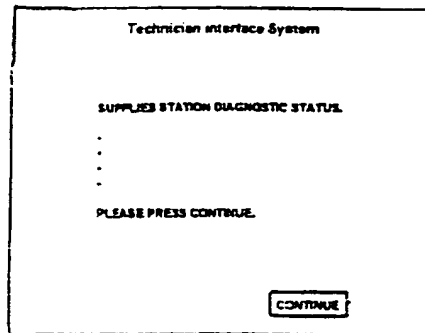 Technician Interface System
SUPPLIES STATION DIAGNOSTIC STATUS.
.
.
.
.
PLEASE PRESS CONTINUE.
CONTINUE